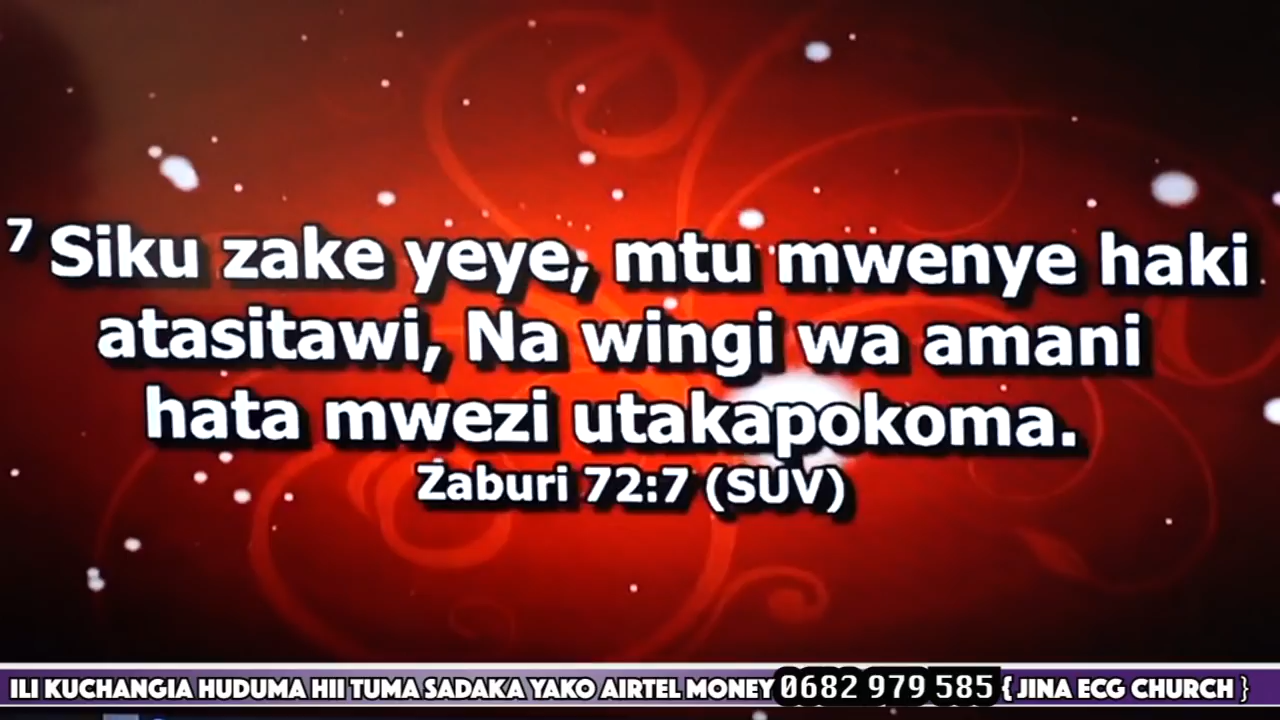 7 Siku zake yeye, mtu mwenye haki
atasitawi, Na wingi wa amani
hata mwezi utakapokoma.
Zaburi 72:7 (SUV)
ILI KUCHANGIA HUDUMA HII TUMA SADAKA YAKO AIRTEL MONEY 0682 979 585 { JINA ECG CHURCH }